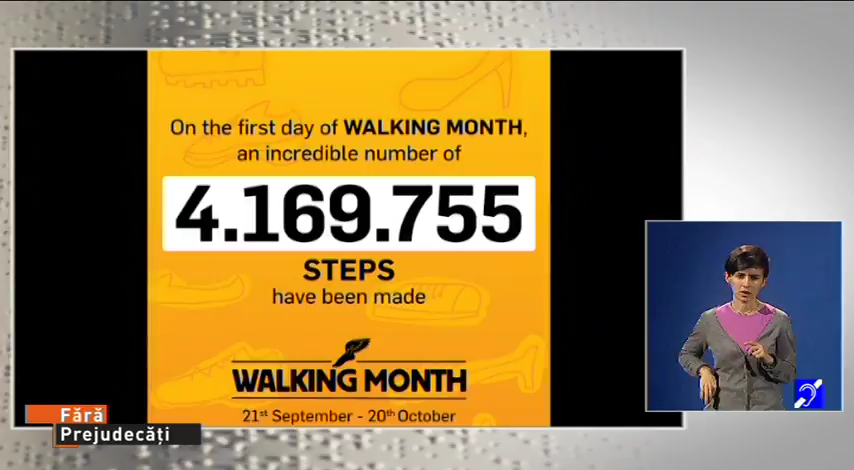 On the first day of WALKING MONTH,
an incredible number of
4.169.755
STEPS
have been made
WALKING MONTH
21st September - 20th October
Fără
Prejudecăți